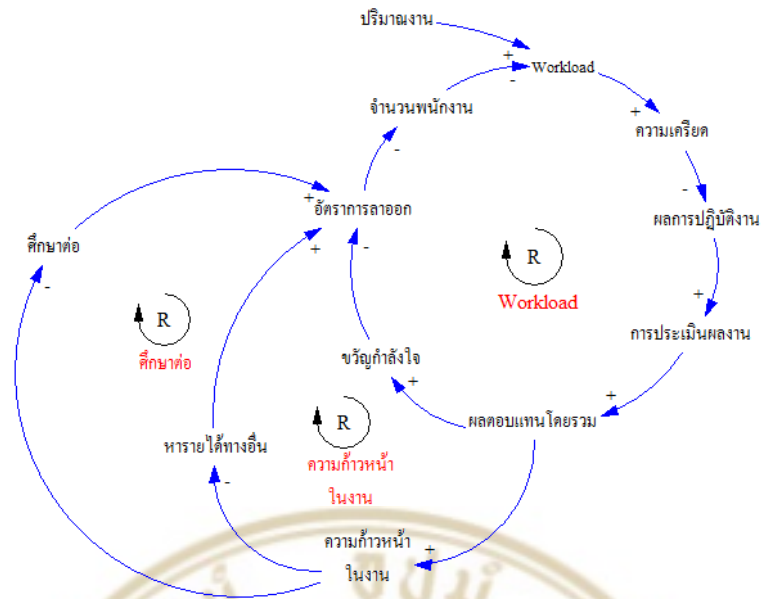 ปริมาณงาน
+
Workload
-
จำนวนพนักงาน
+
ความเครียด
-
-
ผลการปฏิบัติงาน
+
อัตราการลาออก
+
-
ศึกษาต่อ
-
R
Workload
+
การประเมินผลงาน
R
ศึกษาต่อ
ขวัญกำลังใจ
+
+
ผลตอบแทนโดยรวม
R
ความก้าวหน้า
ในงาน
หารายได้ทางอื่น
-
ความก้าวหน้า
ในงาน
+